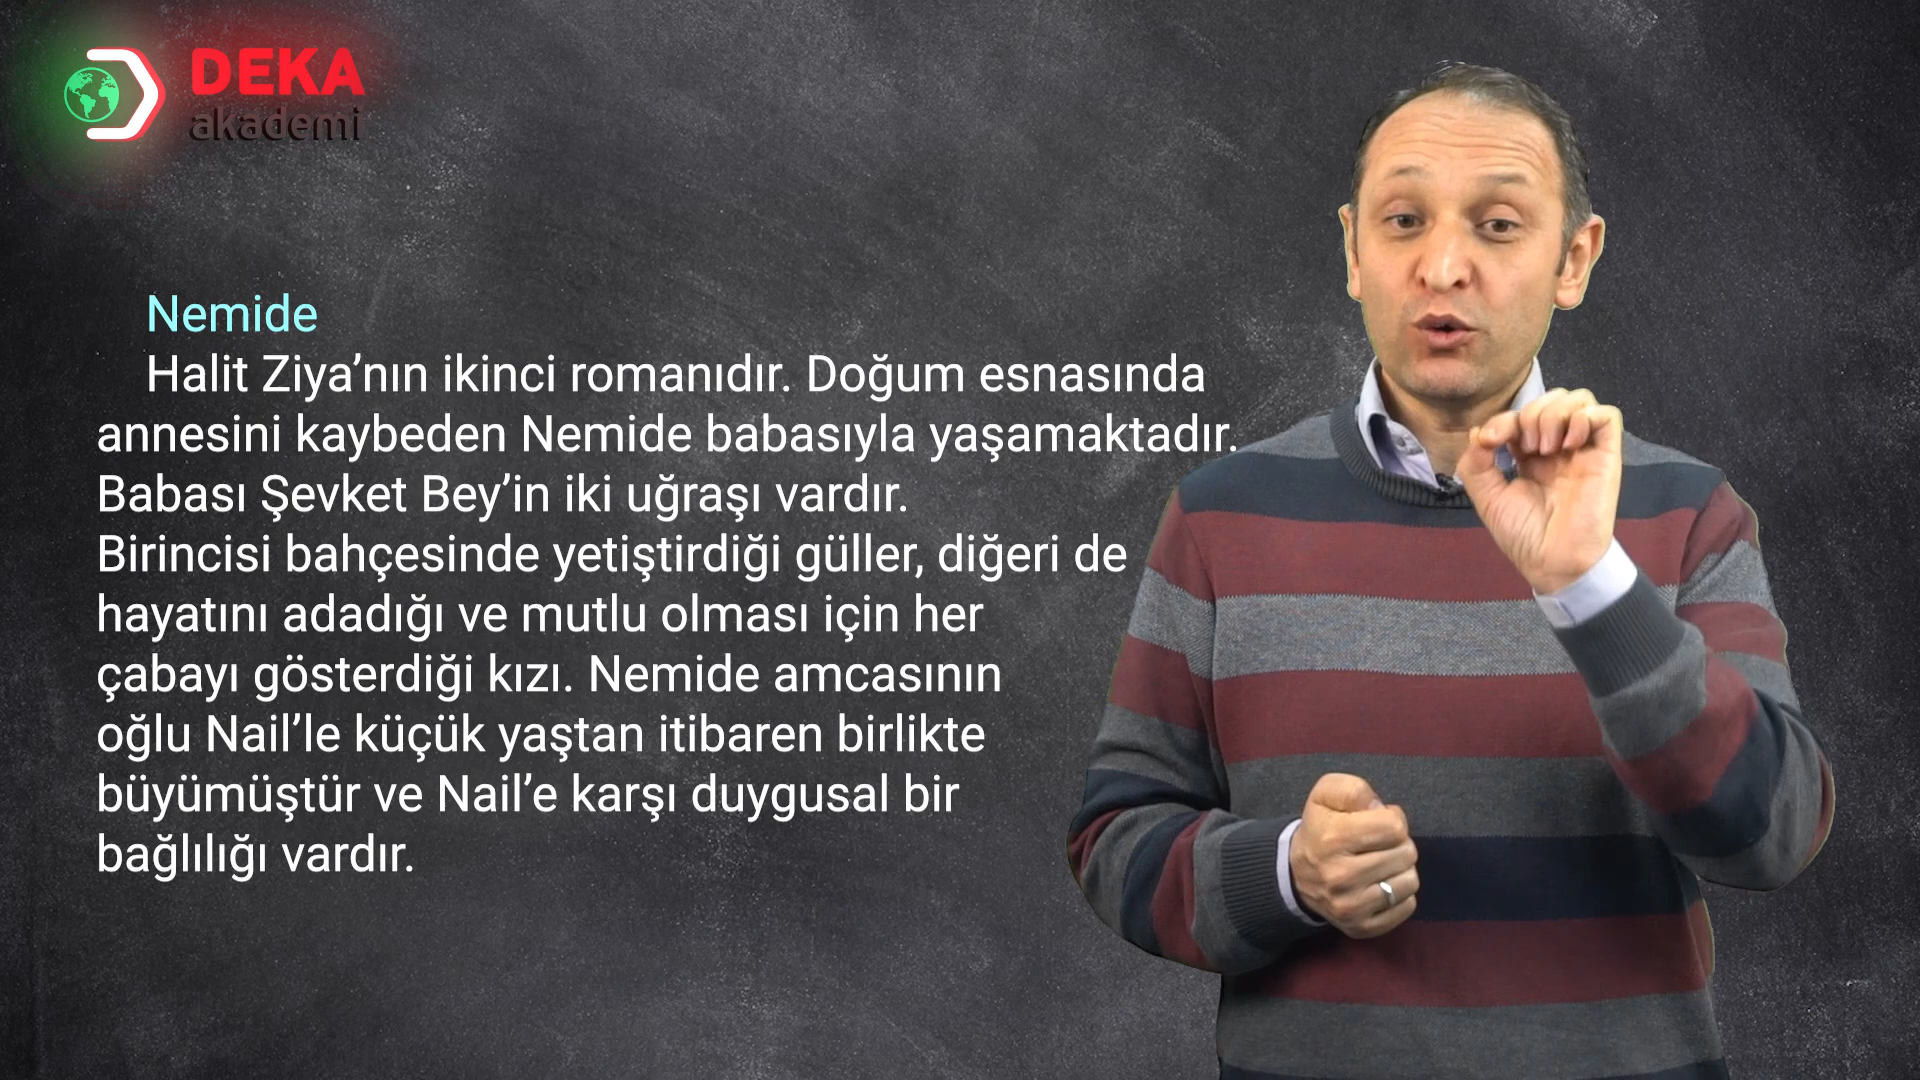 DEKA
akademi
Nemide
Halit Ziya’nın ikinci romanıdır. Doğum esnasında
annesini kaybeden Nemide babasıyla yaşamaktadır.
Babası Şevket Bey’in iki uğraşı vardır.
Birincisi bahçesinde yetiştirdiği güller, diğeri de
hayatını adadığı ve mutlu olması için her
çabayı gösterdiği kızı. Nemide amcasının
oğlu Nail’le küçük yaştan itibaren birlikte
büyümüştür ve Nail’e karşı duygusal bir
bağlılığı vardır.